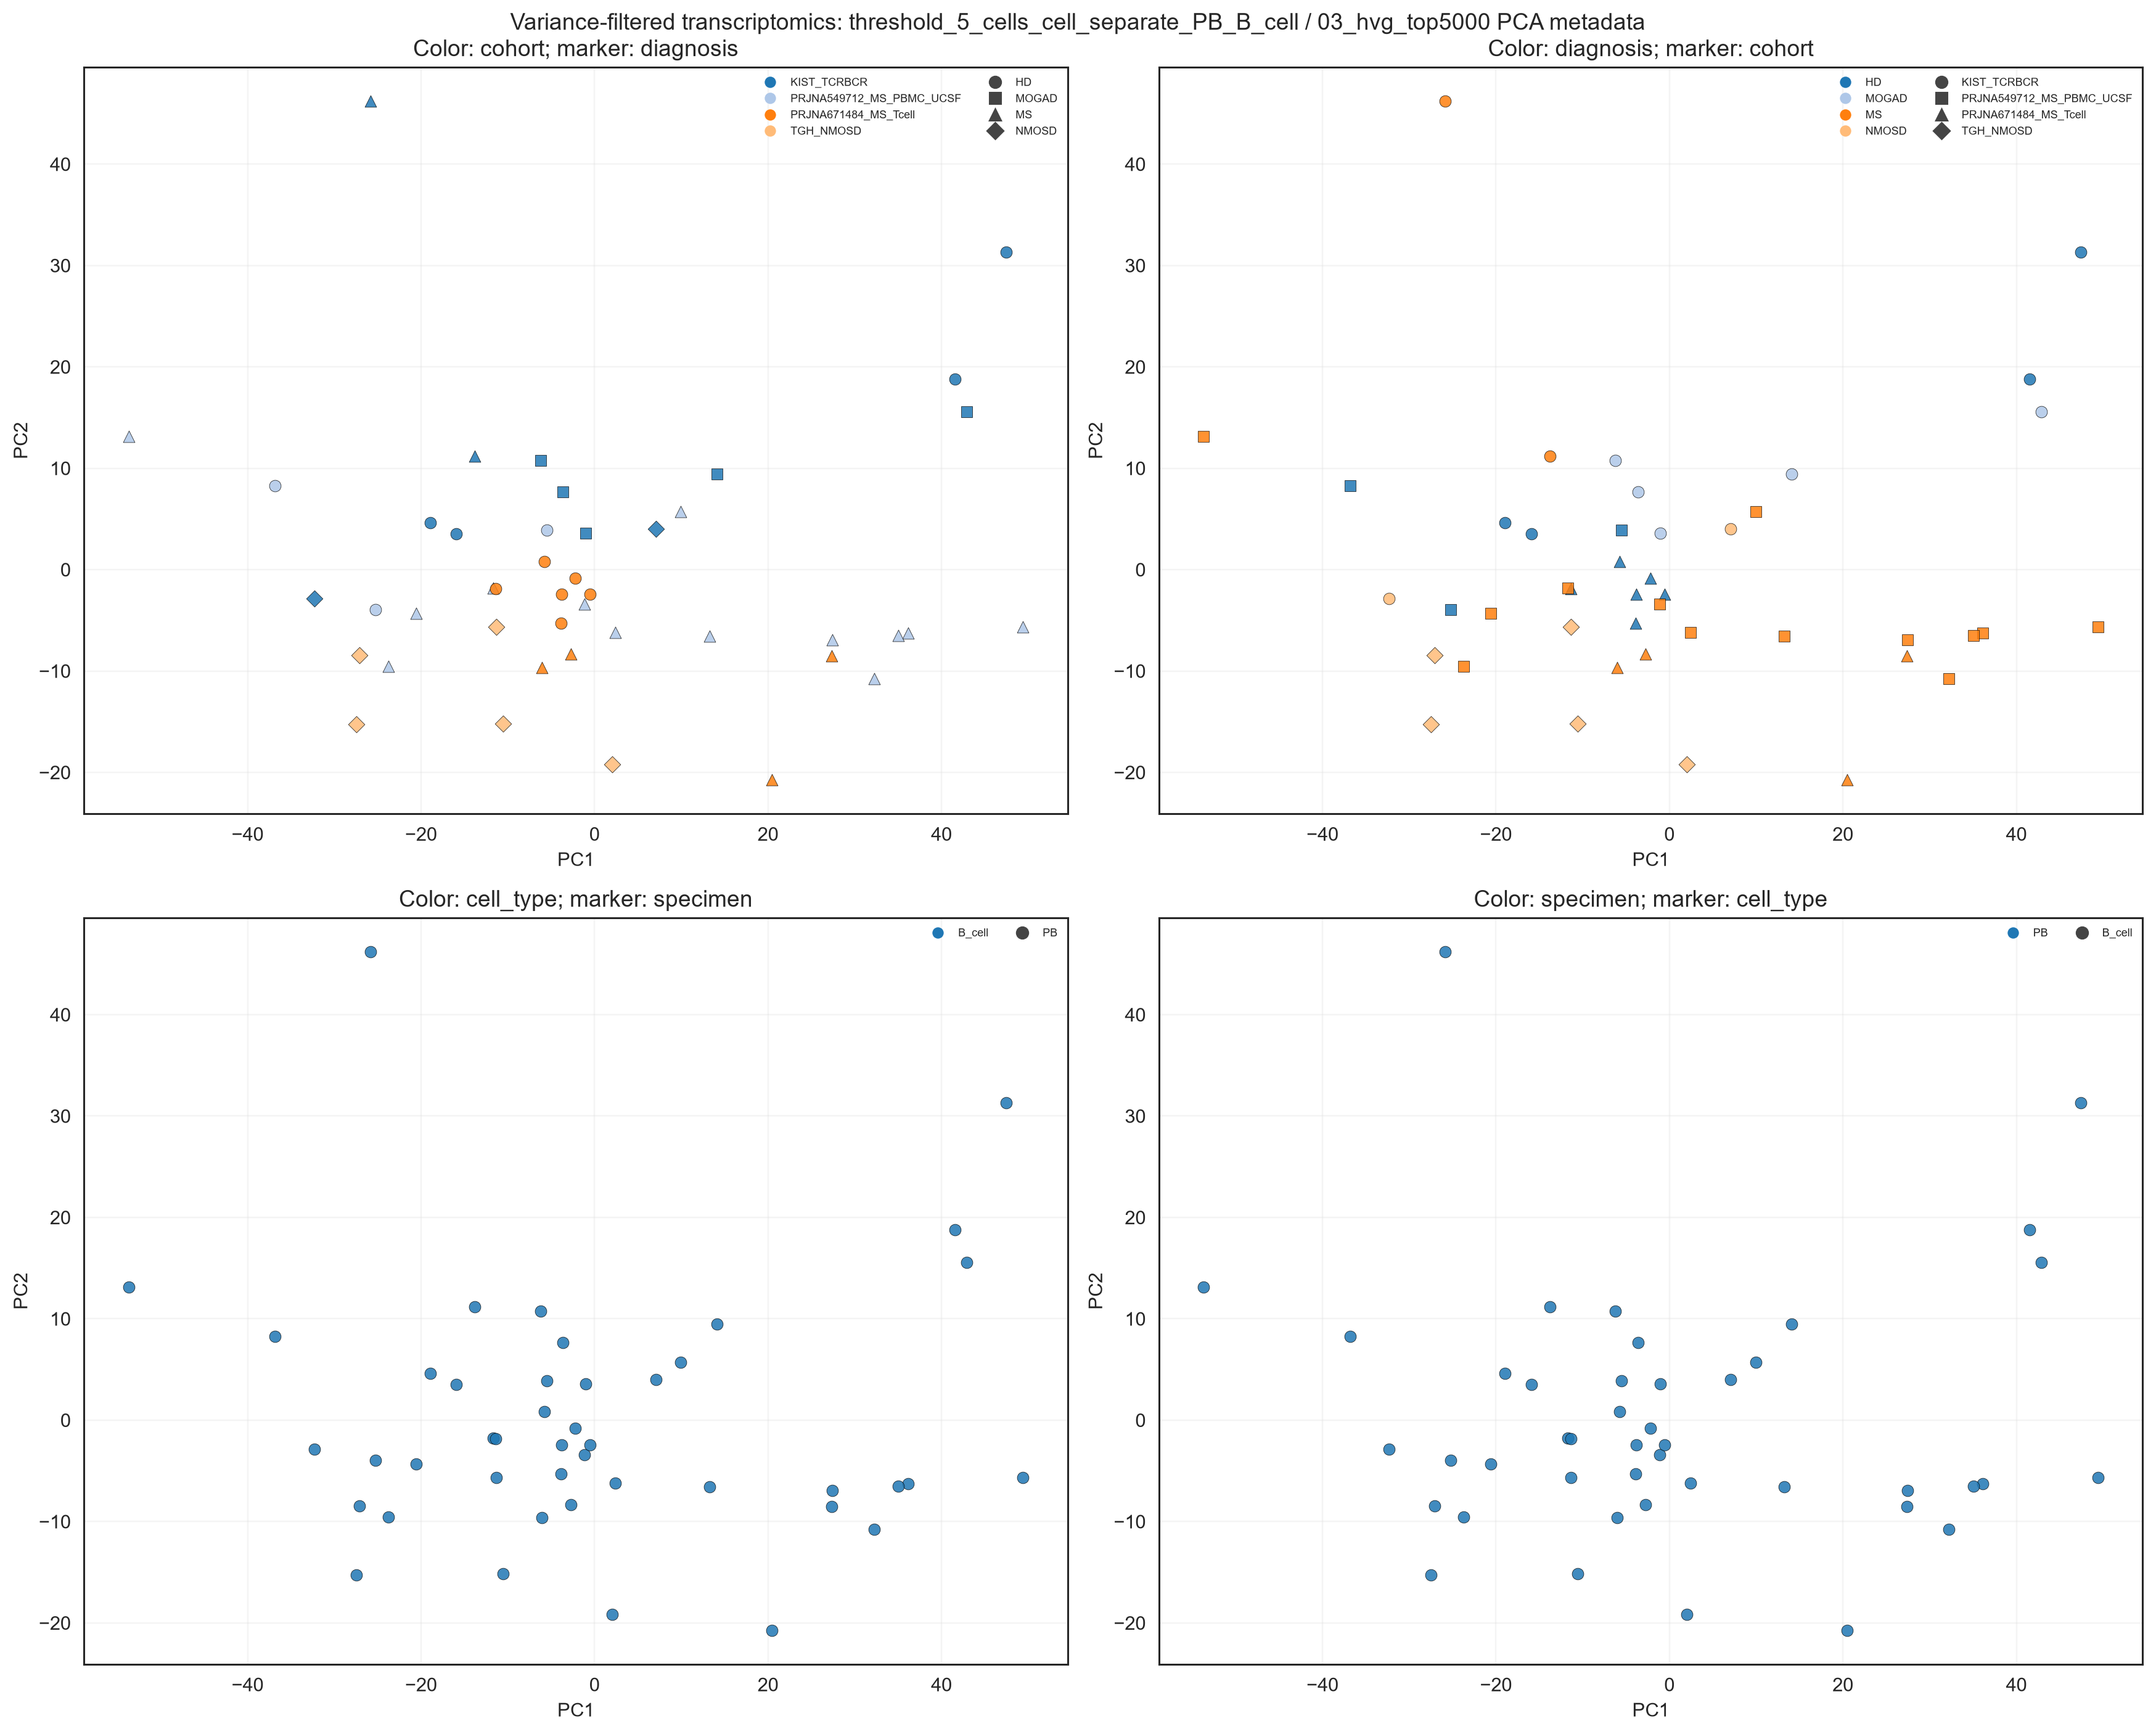 Variance-filtered transcriptomics: threshold_5_cells_cell_separate_PB_B_cell / 03_hvg_top5000 PCA metadata
Color: cohort; marker: diagnosis
KIST_TCRBCR
PRJNA549712_MS_PBMC_UCSF
PRJNA671484_MS_Tcell
TGH_NMOSD
HD
MOGAD
MS
NMOSD
40
30
20
10
0
−10
−20
PC2
−40
−20
0
20
40
PC1
Color: diagnosis; marker: cohort
HD
MOGAD
MS
NMOSD
KIST_TCRBCR
PRJNA549712_MS_PBMC_UCSF
PRJNA671484_MS_Tcell
TGH_NMOSD
40
30
20
10
0
−10
−20
PC2
−40
−20
0
20
40
PC1
Color: cell_type; marker: specimen
B_cell
PB
40
30
20
10
0
−10
−20
PC2
−40
−20
0
20
40
PC1
Color: specimen; marker: cell_type
PB
B_cell
40
30
20
10
0
−10
−20
PC2
−40
−20
0
20
40
PC1